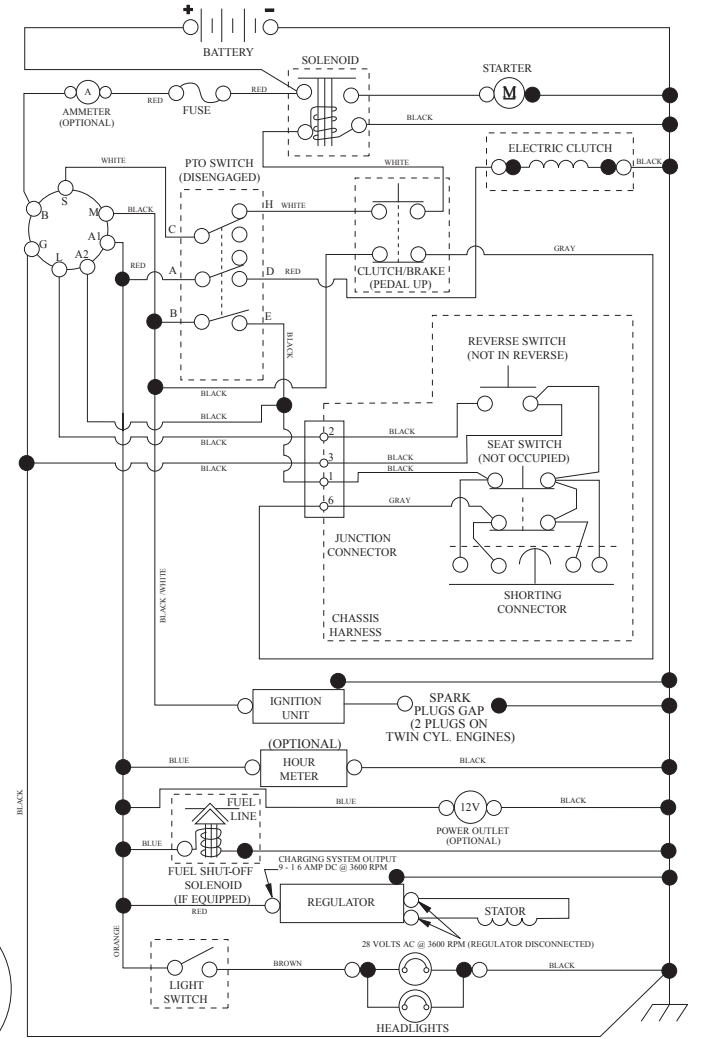 + -
BATTERY
SOLENOID
STARTER
A
AMMETER
(OPTIONAL)
RED
FUSE
RED
M
BLACK
ELECTRIC CLUTCH
BLACK
WHITE
PTO SWITCH
(DISENGAGED)
WHITE
S
B
M
G
A1
L
A2
BLACK
H
WHITE
C
RED
A
D
RED
CLUTCH/BRAKE
(PEDAL UP)
GRAY
B
E
BLACK
REVERSE SWITCH
(NOT IN REVERSE)
BLACK
BLACK
BLACK
2
BLACK
SEAT SWITCH
(NOT OCCUPIED)
BLACK
3
BLACK
BLACK
1
6
GRAY
JUNCTION
CONNECTOR
SHORTING
CONNECTOR
CHASSIS
HARNESS
BLACK /WHITE
IGNITION
UNIT
SPARK
PLUGS GAP
(2 PLUGS ON
TWIN CYL. ENGINES)
(OPTIONAL)
BLUE
HOUR
METER
BLACK
BLACK
FUEL
LINE
BLUE
12V
BLACK
POWER OUTLET
(OPTIONAL)
BLUE
FUEL SHUT-OFF
SOLENOID
(IF EQUIPPED)
CHARGING SYSTEM OUTPUT
9 - 1 6 AMP DC @ 3600 RPM
RED
REGULATOR
STATOR
28 VOLTS AC @ 3600 RPM (REGULATOR DISCONNECTED)
ORANGE
LIGHT
SWITCH
BROWN
BLACK
HEADLIGHTS